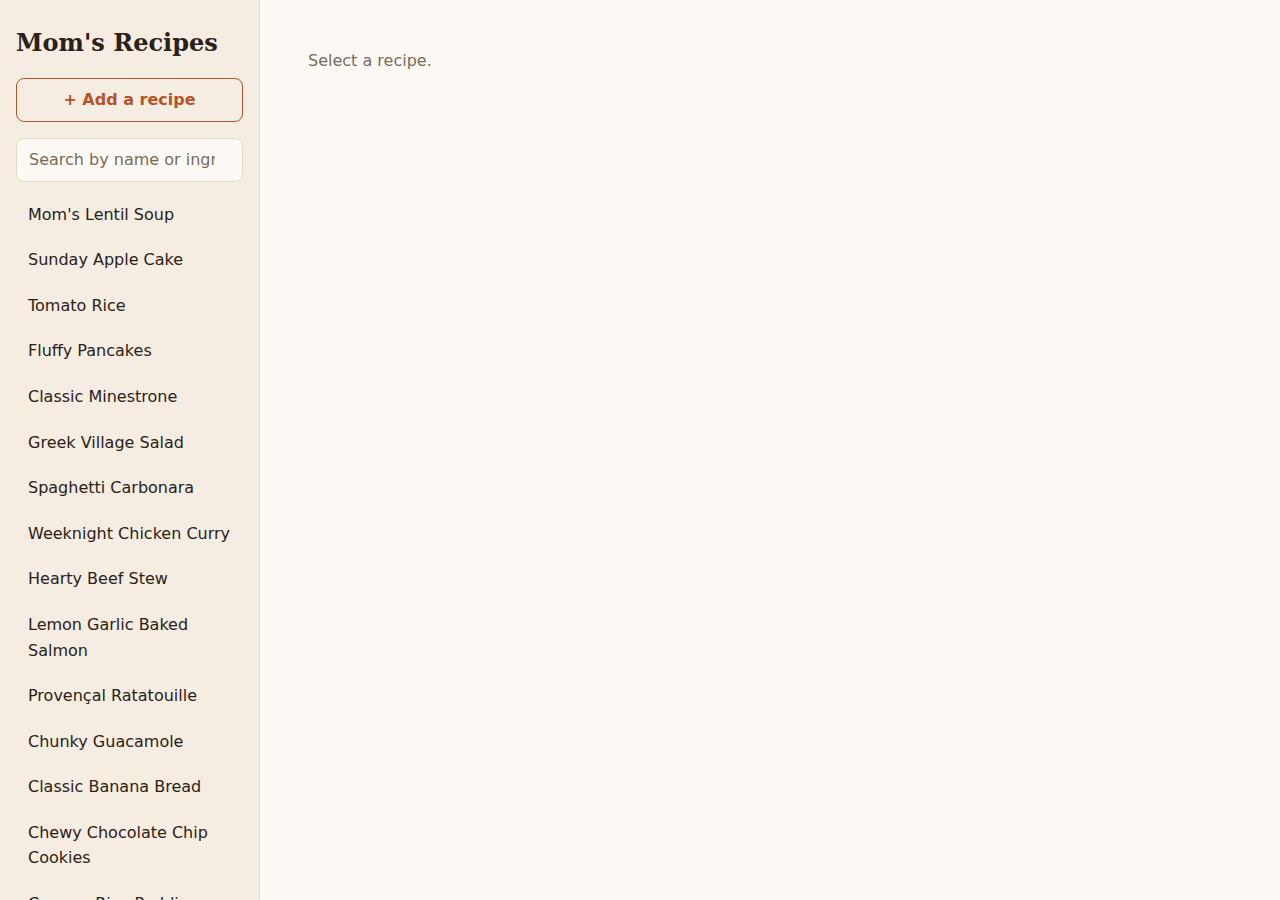 Mom's Recipes
Select a recipe.
+ Add a recipe
Search by name or ingr
Mom's Lentil Soup
Sunday Apple Cake
Tomato Rice
Fluffy Pancakes
Classic Minestrone
Greek Village Salad
Spaghetti Carbonara
Weeknight Chicken Curry
Hearty Beef Stew
Lemon Garlic Baked
Salmon
Provençal Ratatouille
Chunky Guacamole
Classic Banana Bread
Chewy Chocolate Chip
Cookies